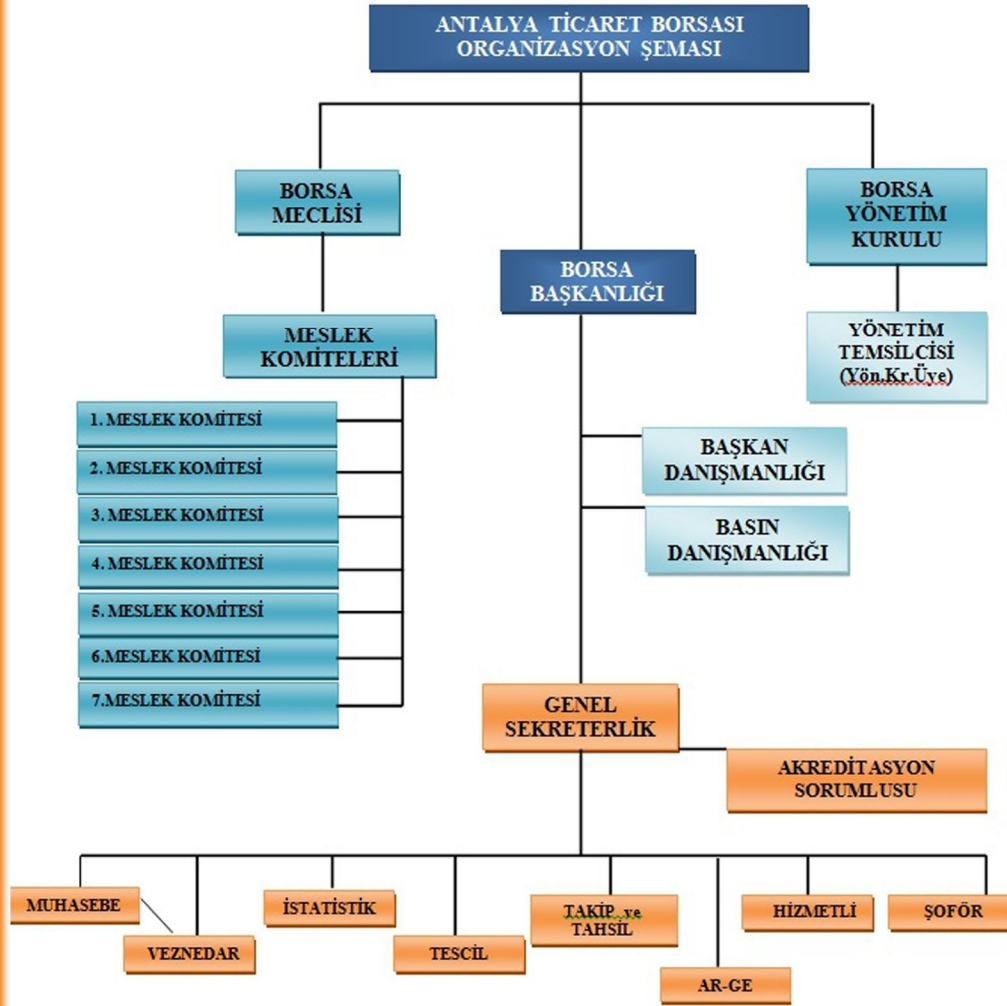 ANTALYA TİCARET BORSASI
ORGANİZASYON ŞEMASI
BORSA
MECLİSİ
BORSA
YÖNETİM
KURULU
BORSA
BAŞKANLIĞI
MESLEK
KOMİTELERİ
YÖNETİM
TEMSİLCİSİ
(Yön.Kr.Üye)
1. MESLEK KOMİTESİ
2. MESLEK KOMİTESİ
3. MESLEK KOMİTESİ
4. MESLEK KOMİTESİ
5. MESLEK KOMİTESİ
6.MESLEK KOMİTESİ
7.MESLEK KOMİTESİ
BAŞKAN
DANIŞMANLIĞI
BASIN
DANIŞMANLIĞI
GENEL
SEKRETERLİK
AKREDİTASYON
SORUMLUSU
MUHASEBE
VEZNEDAR
İSTATİSTİK
TESCİL
TAKİP ve
TAHSİL
AR-GE
HİZMETLİ
ŞOFÖR